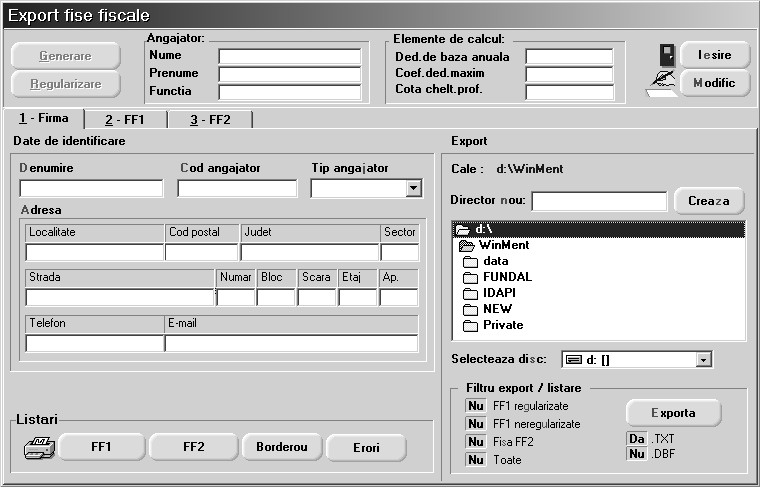 Export fise fiscale
Generare
Regularizare
Angajator:
Nume
Prenume
Functia
Elemente de calcul:
Ded.de baza anuala
Coef.ded.maxim
Cota chelt.prof.
Iesire
Modific
1 - Firma
2 - FF1
3 - FF2
Date de identificare
Denumire
Cod angajator
Tip angajator
Adresa
Localitate
Cod postal
Judet
Sector
Strada
Numar
Bloc
Scara
Etaj
Ap.
Telefon
E-mail
Listari
FF1
FF2
Borderou
Erori
Export
Cale : d:\WinMent
Director nou:
Creaza
d:\
WinMent
data
FUNDAL
IDAPI
NEW
Private
Selecteaza disc:
d: []
Filtru export / listare
Nu FF1 regularizate
Nu FF1 neregularizate
Nu Fisa FF2
Nu Toate
Exporta
Da .TXT
Nu .DBF